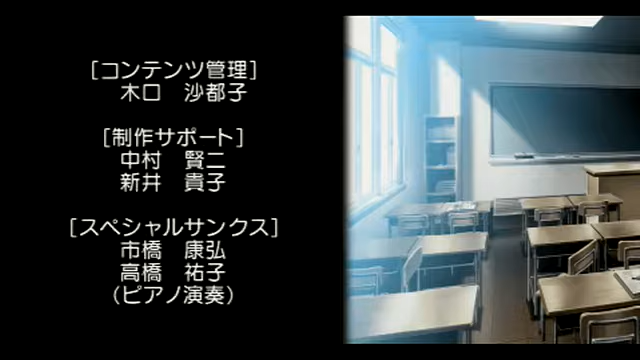 [コンテンツ管理]
木口　沙都子
[制作サポート]
中村　賢二
新井　貴子
[スペシャルサンクス]
市橋　康弘
高橋　祐子
(ピアノ演奏)